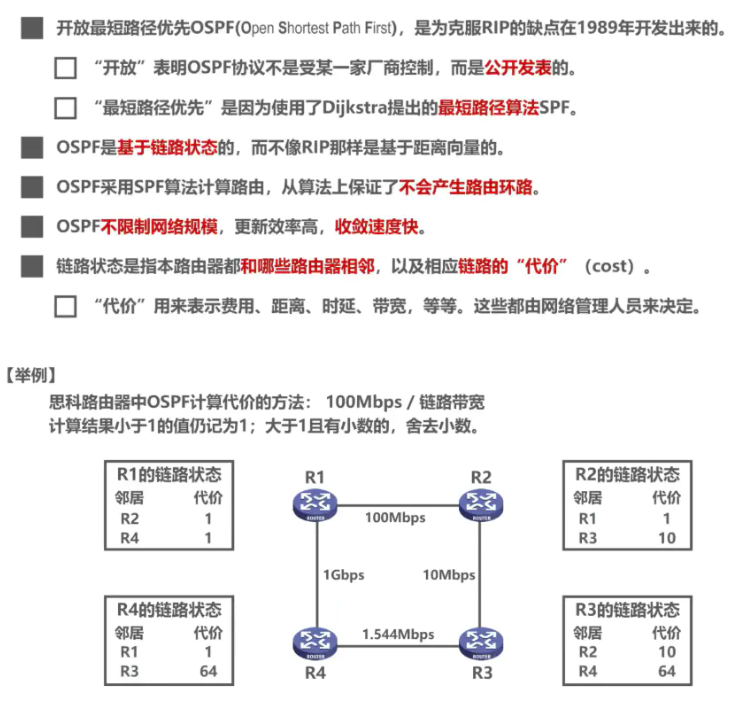 开放最短路径优先OSPF(Open Shortest Path First)，是为克服RIP的缺点在1989年开发出来的。
“开放”表明OSPF协议不是受某一家厂商控制，而是公开发表的。
“最短路径优先”是因为使用了Dijkstra提出的最短路径算法SPF。
OSPF是基于链路状态的，而不像RIP那样是基于距离向量的。
OSPF采用SPF算法计算路由，从算法上保证了不会产生路由环路。
OSPF不限制网络规模，更新效率高，收敛速度快。
链路状态是指本路由器都和哪些路由器相邻，以及相应链路的“代价”（cost）。
“代价”用来表示费用、距离、时延、带宽，等等。这些都由网络管理人员来决定。
【举例】
思科路由器中OSPF计算代价的方法： 100Mbps / 链路带宽
计算结果小于1的值仍记为1；大于1且有小数的，舍去小数。
R1的链路状态
邻居 代价
R2 1
R4 1
R1 R2
ROUTER ROUTER
100Mbps
R2的链路状态
邻居 代价
R1 1
R3 10
1Gbps 10Mbps
R4的链路状态
邻居 代价
R1 1
R3 64
1.544Mbps
ROUTER ROUTER
R4 R3
R3的链路状态
邻居 代价
R2 10
R4 64